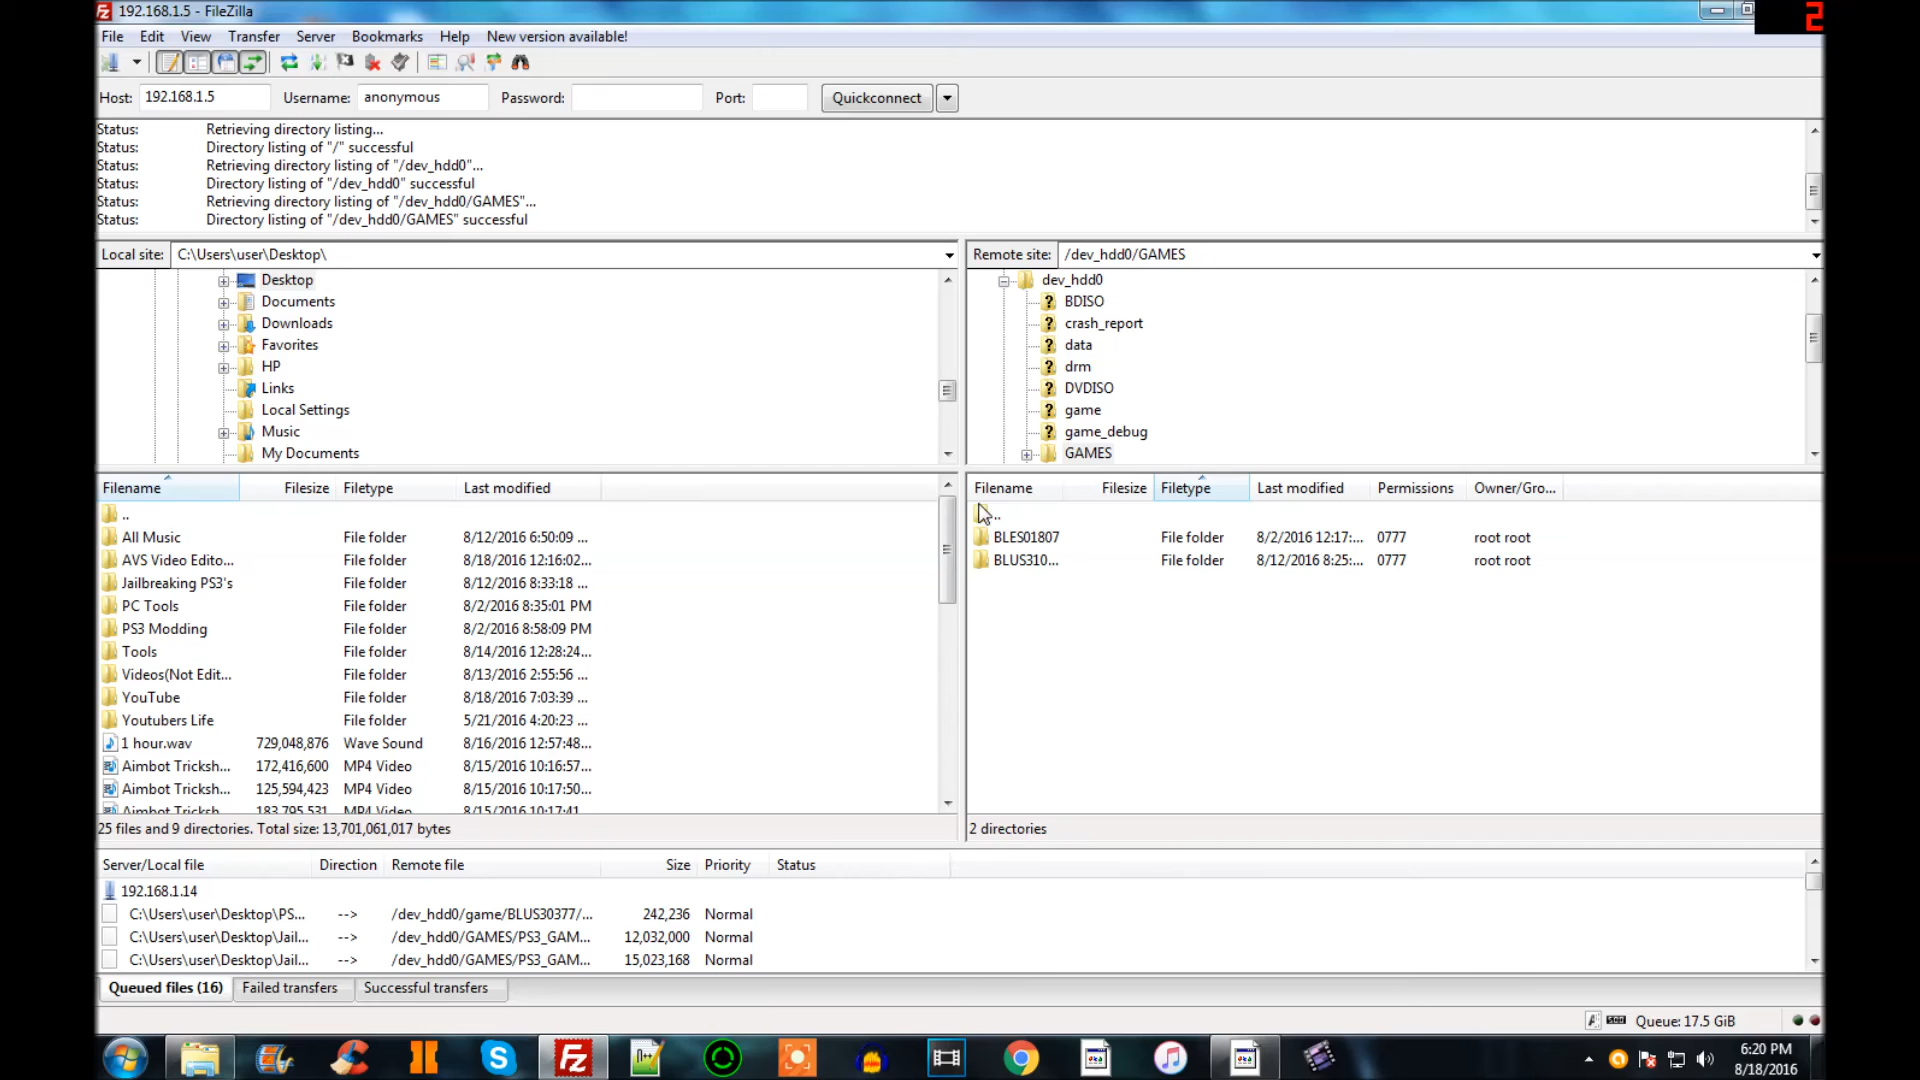 192.168.1.5 - FileZilla
2
File Edit View Transfer Server Bookmarks Help New version available!
Host: 192.168.1.5 Username: anonymous Password: Port: Quickconnect
Status: Retrieving directory listing...
Status: Directory listing of "/" successful
Status: Retrieving directory listing of "/dev_hdd0"...
Status: Directory listing of "/dev_hdd0" successful
Status: Retrieving directory listing of "/dev_hdd0/GAMES"...
Status: Directory listing of "/dev_hdd0/GAMES" successful
Local site: C:\Users\user\Desktop\
Desktop
Documents
Downloads
Favorites
HP
Links
Local Settings
Music
My Documents
Remote site: /dev_hdd0/GAMES
dev_hdd0
BDISO
crash_report
data
drm
DVDISO
game
game_debug
GAMES
Filename Filesize Filetype Last modified
..
All Music File folder 8/12/2016 6:50:09 ...
AVS Video Edito... File folder 8/18/2016 12:16:02...
Jailbreaking PS3's File folder 8/12/2016 8:33:18 ...
PC Tools File folder 8/2/2016 8:35:01 PM
PS3 Modding File folder 8/2/2016 8:58:09 PM
Tools File folder 8/14/2016 12:28:24...
Videos(Not Edit... File folder 8/13/2016 2:55:56 ...
YouTube File folder 8/18/2016 7:03:39 ...
Youtubers Life File folder 5/21/2016 4:20:23 ...
1 hour.wav 729,048,876 Wave Sound 8/16/2016 12:57:48...
Aimbot Tricksh... 172,416,600 MP4 Video 8/15/2016 10:16:57...
Aimbot Tricksh... 125,594,423 MP4 Video 8/15/2016 10:17:50...
Aimbot Tricksh... 183,795,531 MP4 Video 8/15/2016 10:17:41...
25 files and 9 directories. Total size: 13,701,061,017 bytes
Filename Filesize Filetype Last modified Permissions Owner/Gro...
..
BLES01807 File folder 8/2/2016 12:17:... 0777 root root
BLUS310... File folder 8/12/2016 8:25:... 0777 root root
2 directories
Server/Local file Direction Remote file Size Priority Status
192.168.1.14
C:\Users\user\Desktop\PS... --> /dev_hdd0/game/BLUS30377/... 242,236 Normal
C:\Users\user\Desktop\Jail... --> /dev_hdd0/GAMES/PS3_GAM... 12,032,000 Normal
C:\Users\user\Desktop\Jail... --> /dev_hdd0/GAMES/PS3_GAM... 15,023,168 Normal
Queued files (16) Failed transfers Successful transfers
Queue: 17.5 GiB
6:20 PM
8/18/2016